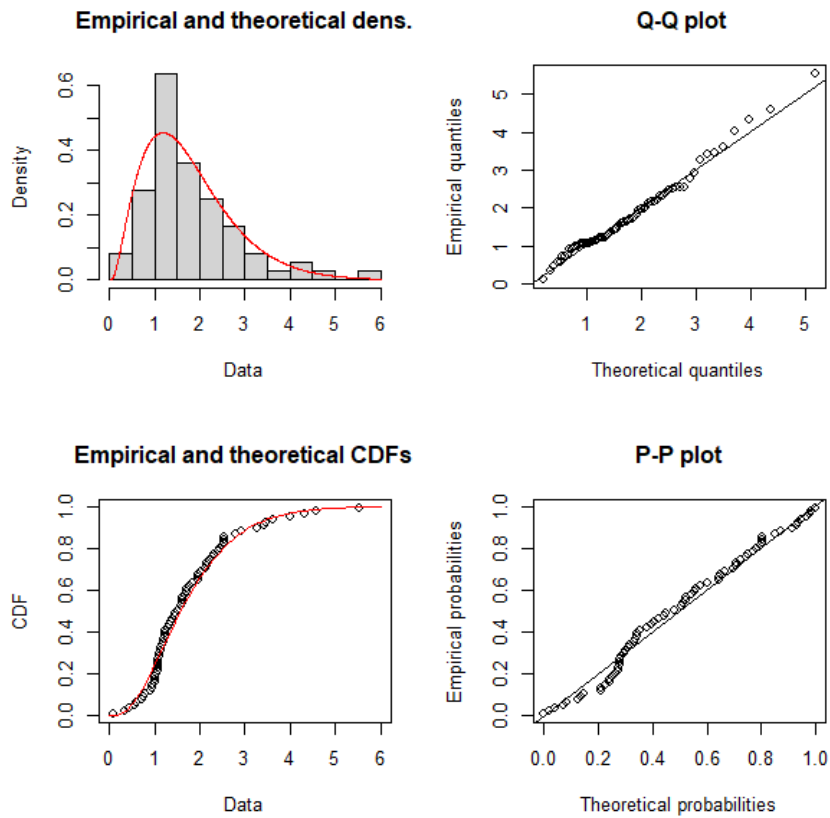 Empirical and theoretical dens.
Density
0.0 0.2 0.4 0.6
0 1 2 3 4 5 6
Data
Q-Q plot
Empirical quantiles
0 1 2 3 4 5
1 2 3 4 5
Theoretical quantiles
Empirical and theoretical CDFs
CDF
0.0 0.2 0.4 0.6 0.8 1.0
0 1 2 3 4 5 6
Data
P-P plot
Empirical probabilities
0.0 0.2 0.4 0.6 0.8 1.0
0.0 0.2 0.4 0.6 0.8 1.0
Theoretical probabilities